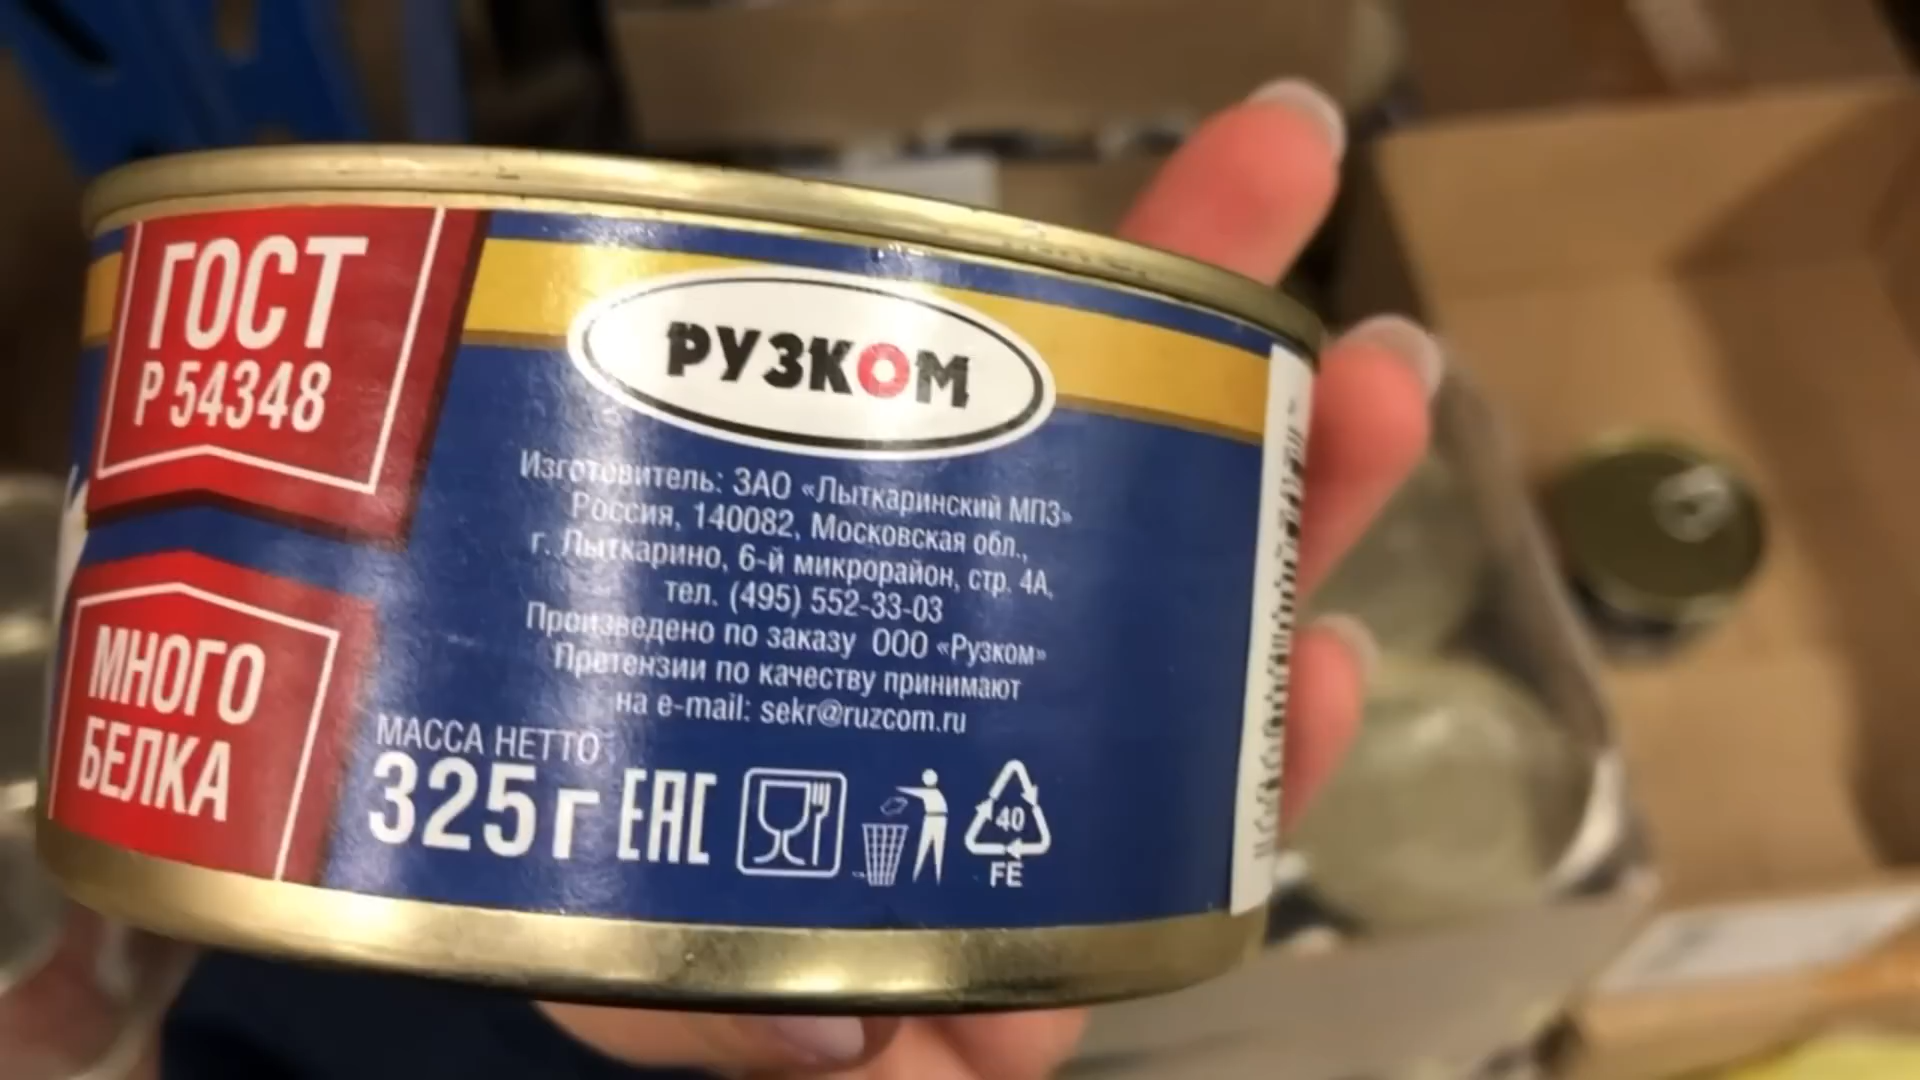 ГОСТ
Р 54348
МНОГО
БЕЛКА
РУЗКОМ
Изготовитель: ЗАО «Лыткаринский МПЗ»
Россия, 140082, Московская обл.,
г. Лыткарино, 6-й микрорайон, стр. 4А,
тел. (495) 552-33-03
Произведено по заказу ООО «Рузком»
Претензии по качеству принимают
на e-mail: sekr@ruzcom.ru
МАССА НЕТТО
325г EAC
40
FE